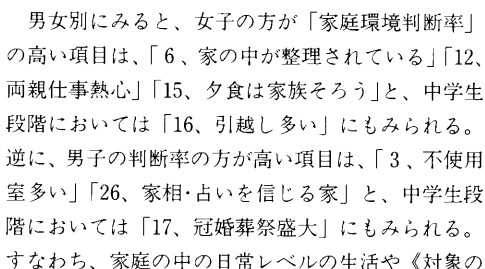 男女別にみると、女子の方が「家庭環境判断率」
の高い項目は、「6、家の中が整理されている」「12、
両親仕事熱心」「15、夕食は家族そろう」と、中学生
段階においては「16、引越し多い」にもみられる。
逆に、男子の判断率の方が高い項目は、「3、不使用
室多い」「26、家相・占いを信じる家」と、中学生段
階においては「17、冠婚葬祭盛大」にもみられる。
すなわち、家庭の中の日常レベルの生活や《対象の